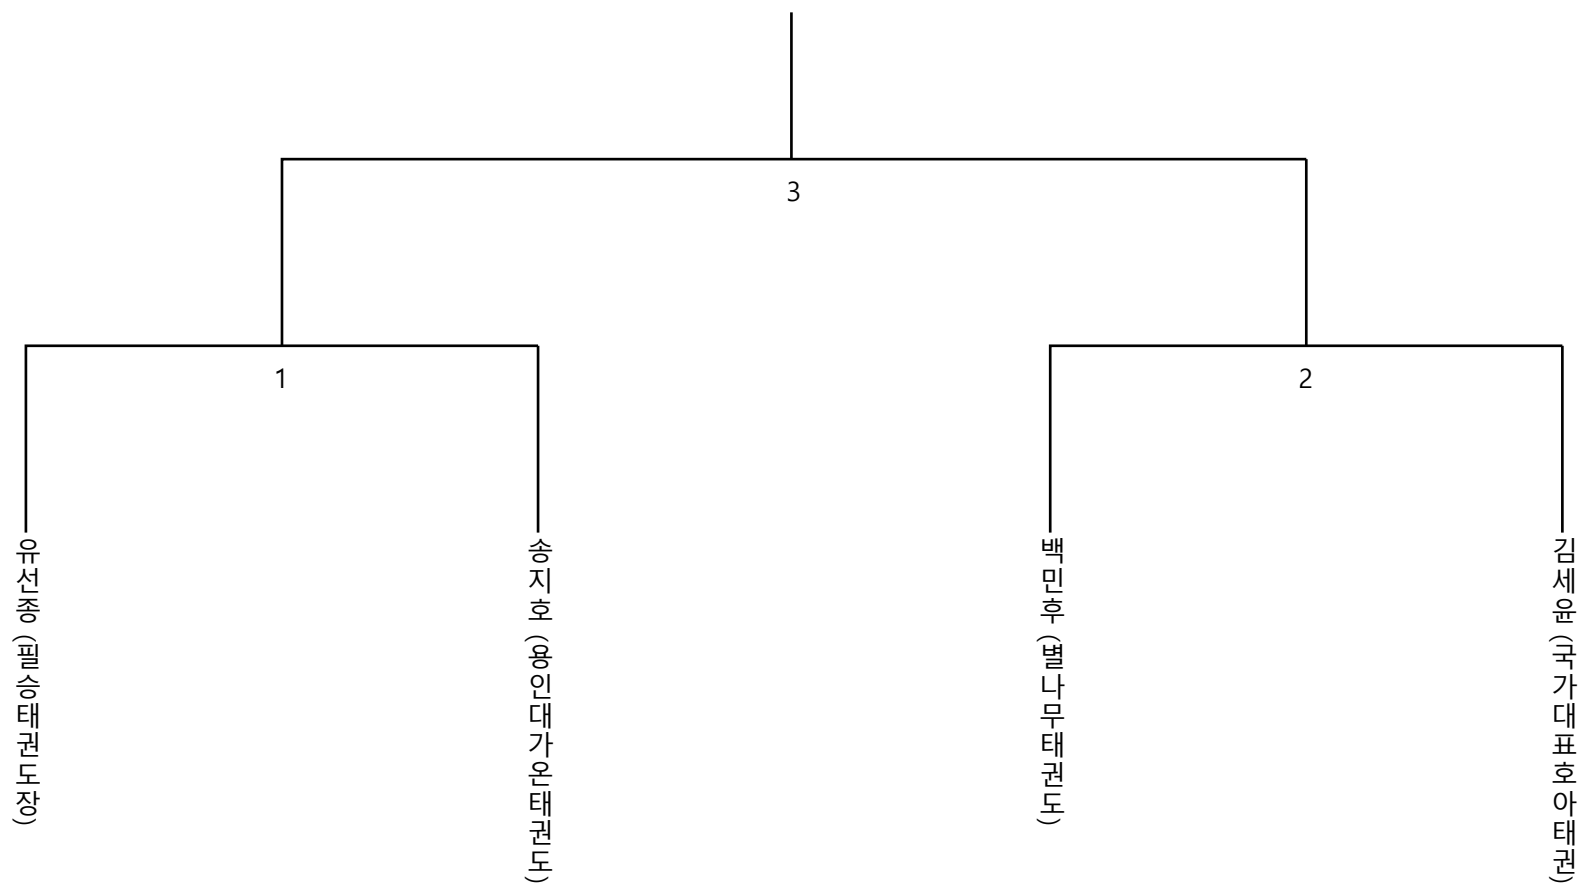 3
1
2
유선종 (필승태권도장)
송지호 (용인대가온태권도)
백민후 (별나무태권도)
김세윤 (국가대표호아태권)